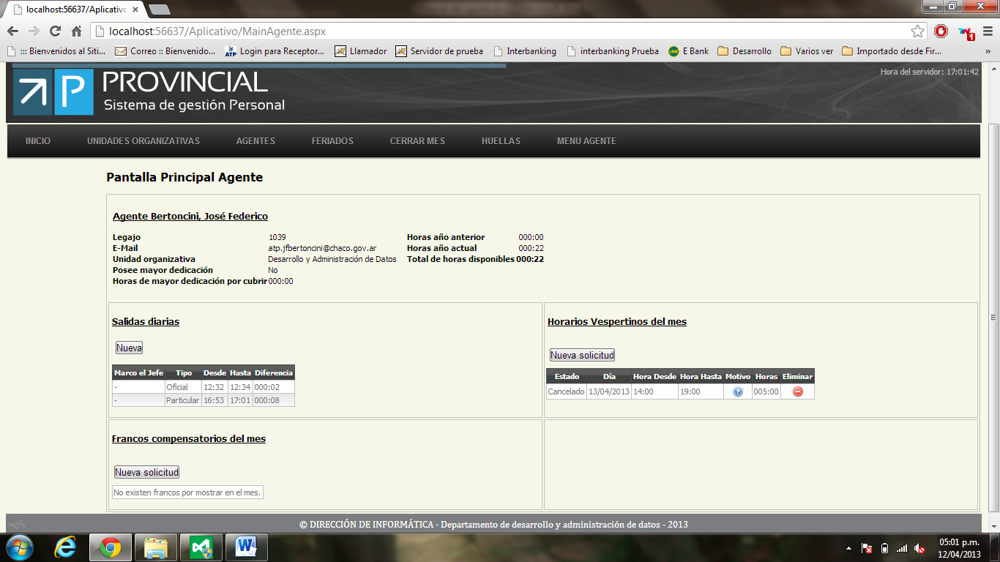 localhost:56637/Aplicativo
localhost:56637/Aplicativo/MainAgente.aspx
1
::: Bienvenidos al Siti... Correo :: Bienvenido... ATP Login para Receptor... Llamador Servidor de prueba Interbanking interbanking Prueba LINK E Bank Desarrollo Varios ver Importado desde Fir... »
P PROVINCIAL
Sistema de gestión Personal
Hora del servidor: 17:01:42
INICIO UNIDADES ORGANIZATIVAS AGENTES FERIADOS CERRAR MES HUELLAS MENU AGENTE
Pantalla Principal Agente
Agente Bertoncini, José Federico
Legajo 1039 Horas año anterior 000:00
E-Mail atp.jfbertoncini@chaco.gov.ar Horas año actual 000:22
Unidad organizativa Desarrollo y Administración de Datos Total de horas disponibles 000:22
Posee mayor dedicación No
Horas de mayor dedicación por cubrir 000:00
Salidas diarias
Nueva
Marco el Jefe Tipo Desde Hasta Diferencia
- Oficial 12:32 12:34 000:02
- Particular 16:53 17:01 000:08
Horarios Vespertinos del mes
Nueva solicitud
Estado Día Hora Desde Hora Hasta Motivo Horas Eliminar
Cancelado 13/04/2013 14:00 19:00 ? 005:00
Francos compensatorios del mes
Nueva solicitud
No existen francos por mostrar en el mes.
© DIRECCIÓN DE INFORMÁTICA - Departamento de desarrollo y administración de datos - 2013
05:01 p.m.
12/04/2013